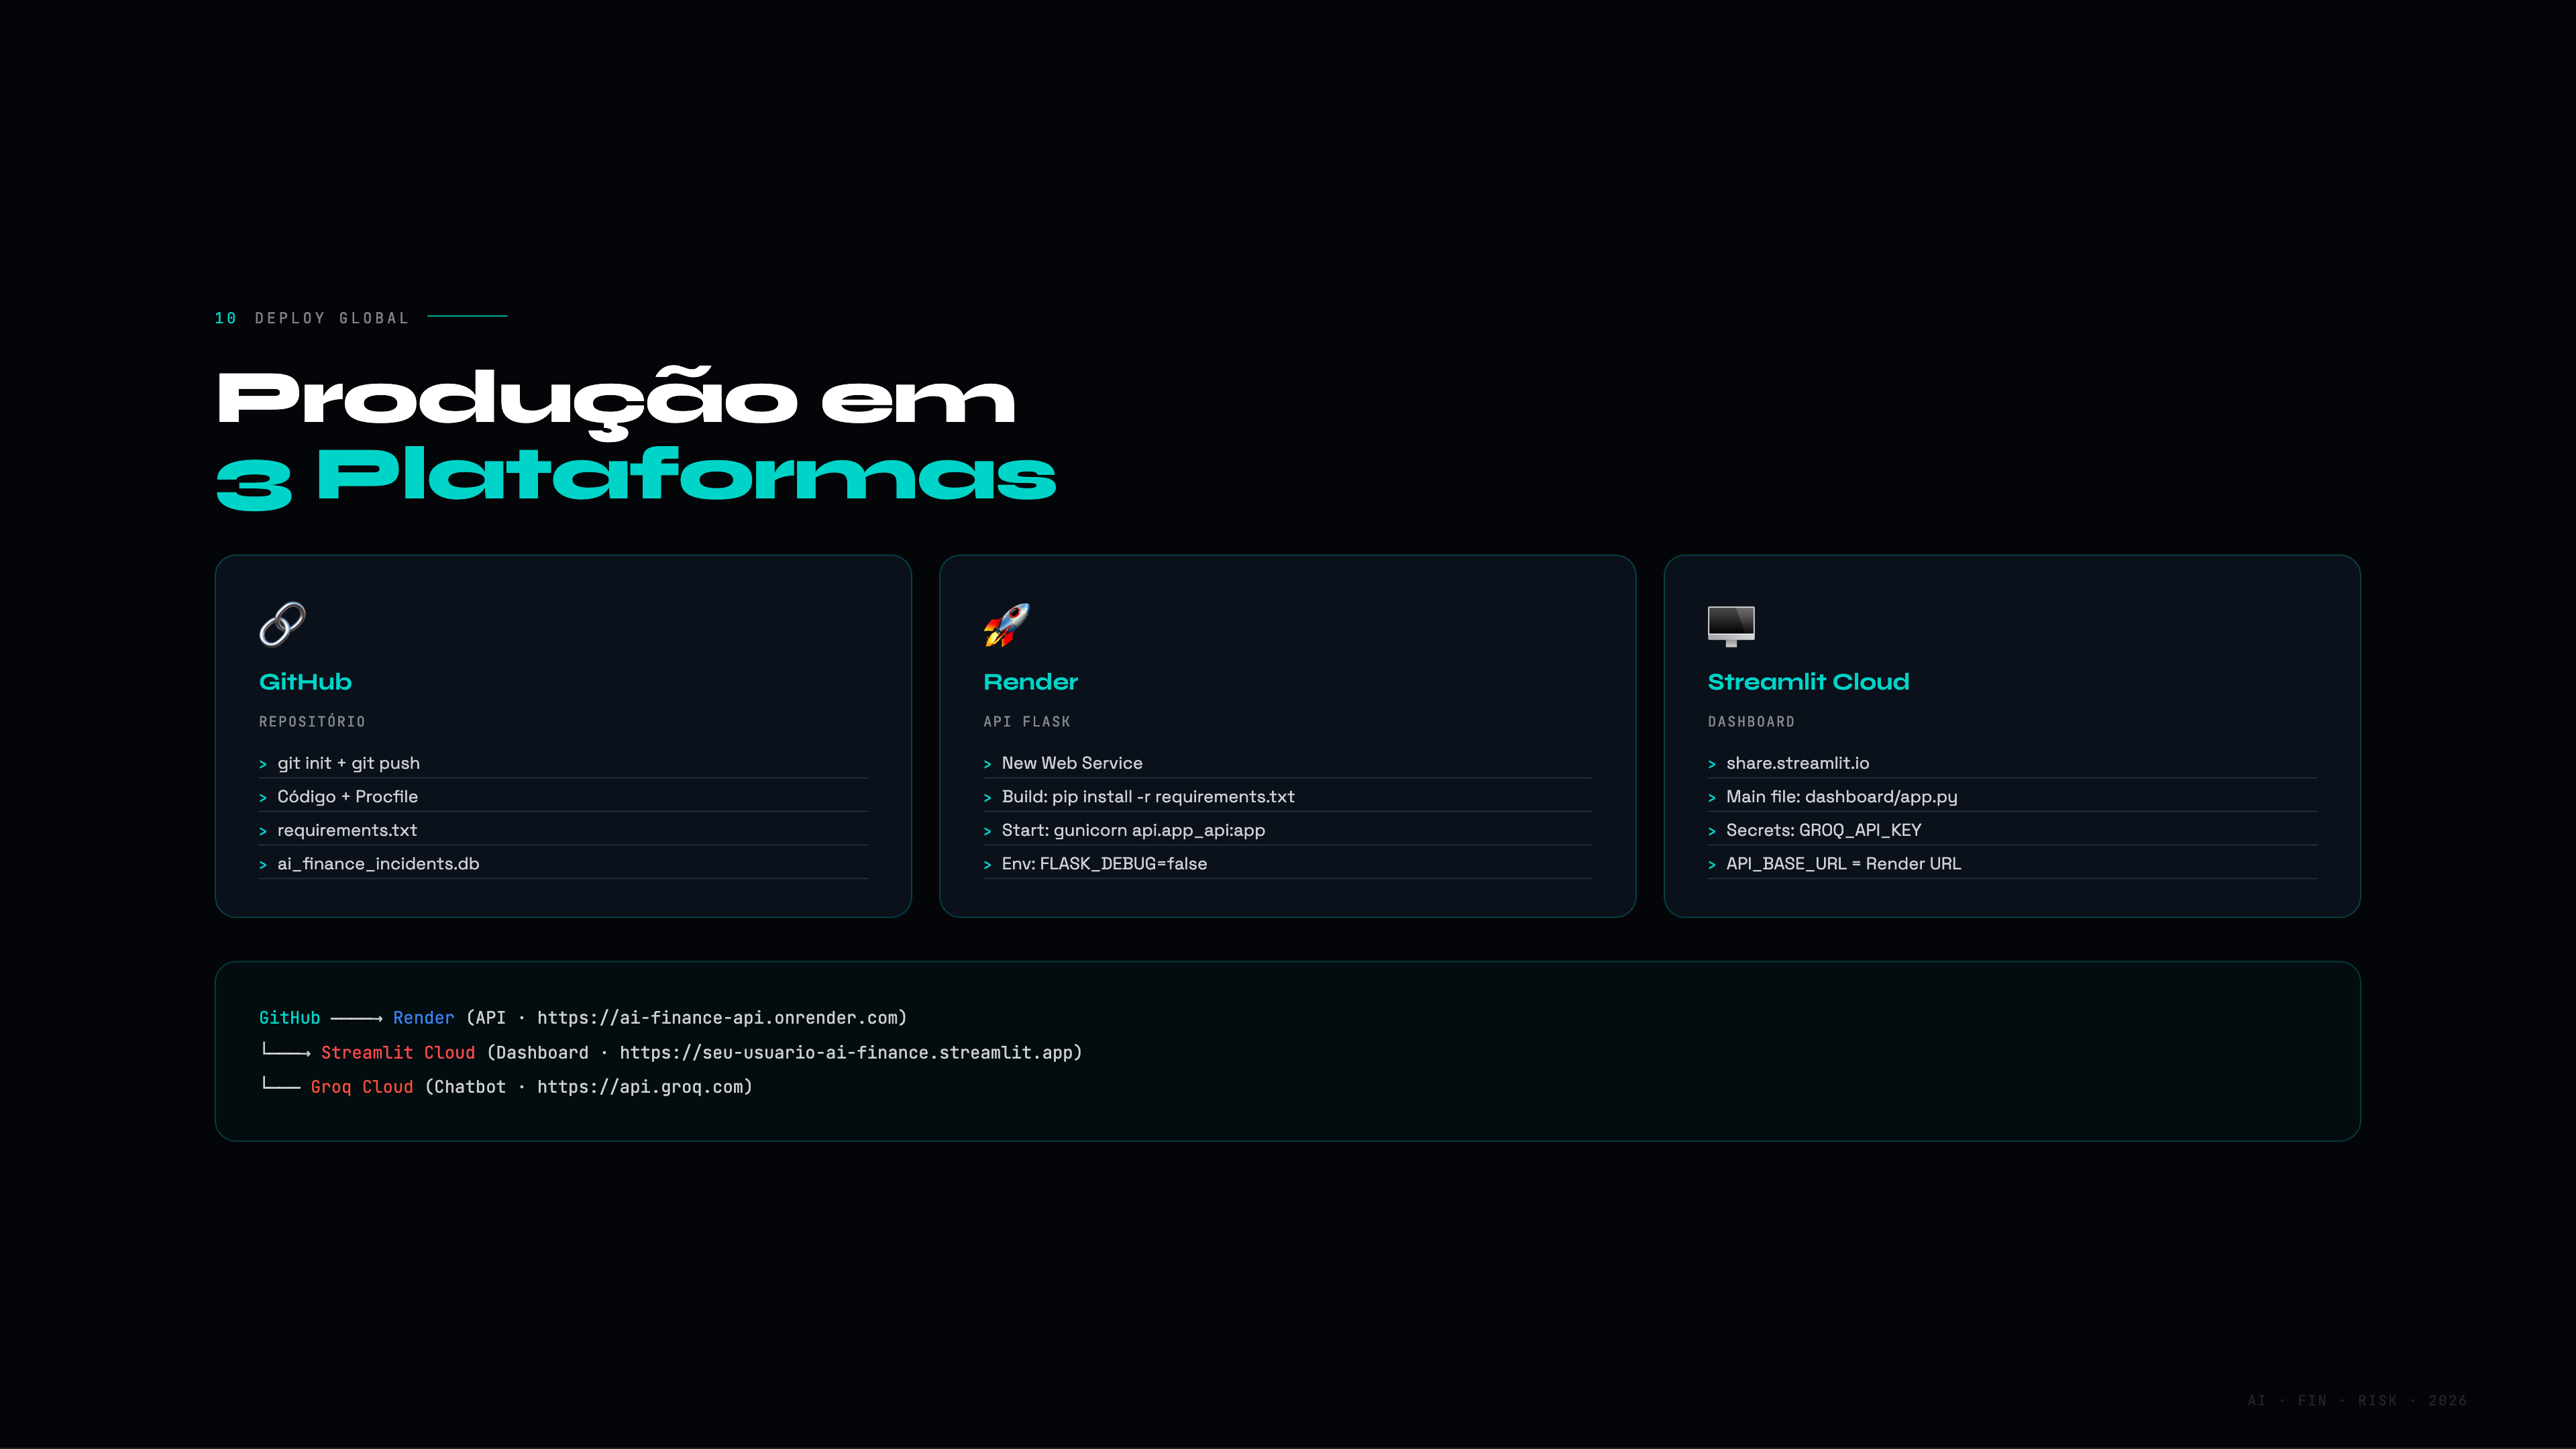 10 DEPLOY GLOBAL
Produção em
3 Plataformas
GitHub
REPOSITÓRIO
> git init + git push
> Código + Procfile
> requirements.txt
> ai_finance_incidents.db
Render
API FLASK
> New Web Service
> Build: pip install -r requirements.txt
> Start: gunicorn api.app_api:app
> Env: FLASK_DEBUG=false
Streamlit Cloud
DASHBOARD
> share.streamlit.io
> Main file: dashboard/app.py
> Secrets: GROQ_API_KEY
> API_BASE_URL = Render URL
GitHub ────→ Render (API · https://ai-finance-api.onrender.com)
└───→ Streamlit Cloud (Dashboard · https://seu-usuario-ai-finance.streamlit.app)
└─── Groq Cloud (Chatbot · https://api.groq.com)
AI · FIN · RISK · 2026